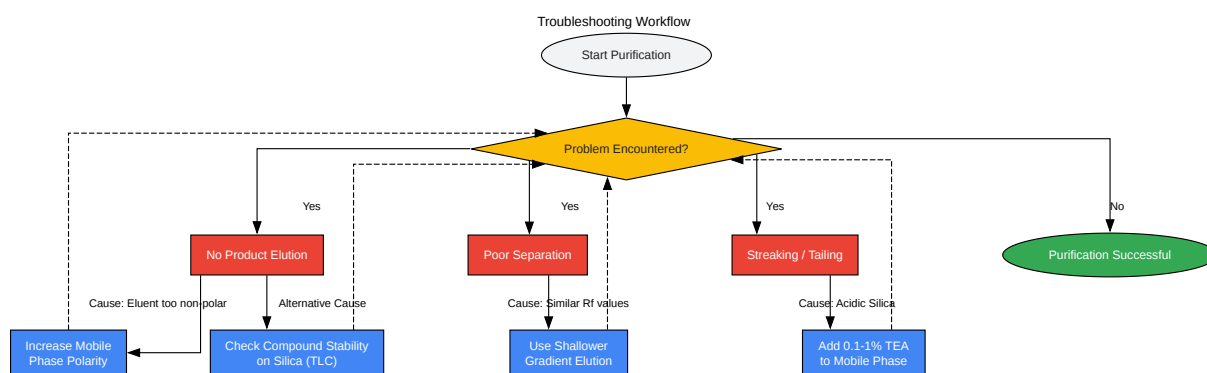 Troubleshooting Workflow
Start Purification
Problem Encountered?
Yes
Yes
Yes
No
No Product Elution
Poor Separation
Streaking / Tailing
Purification Successful
Cause: Eluent too non-polar
Alternative Cause
Cause: Similar Rf values
Cause: Acidic Silica
Increase Mobile
Phase Polarity
Check Compound Stability
on Silica (TLC)
Use Shallower
Gradient Elution
Add 0.1-1% TEA
to Mobile Phase